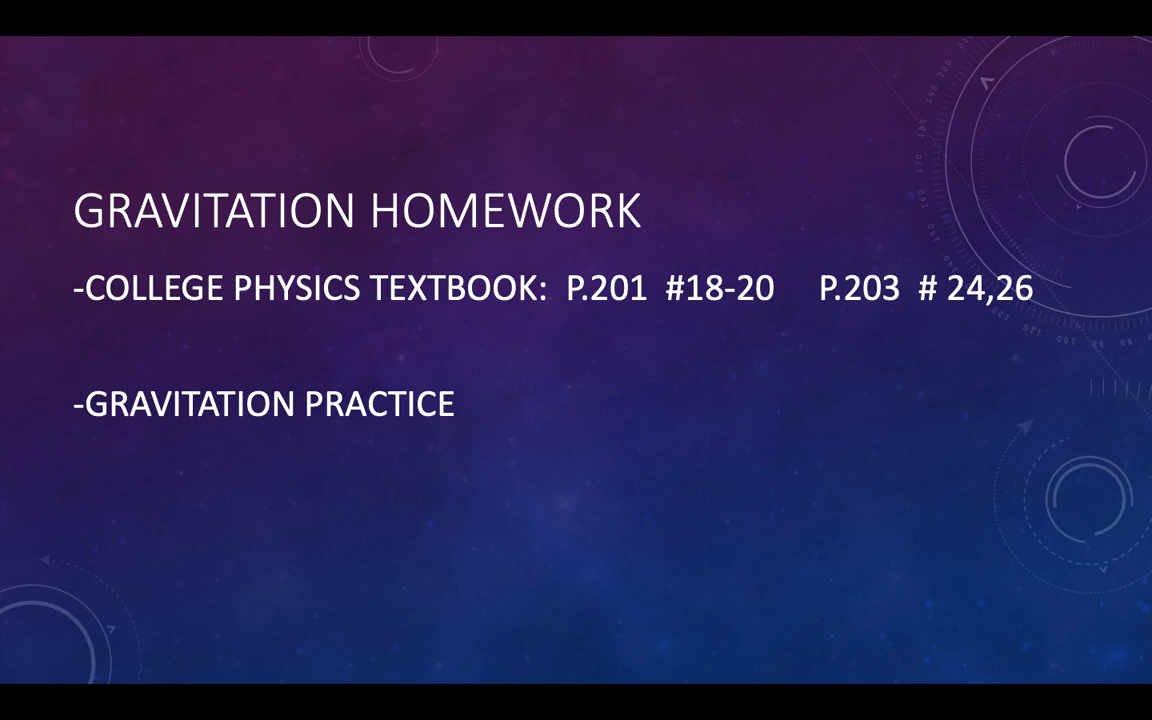 GRAVITATION HOMEWORK
-COLLEGE PHYSICS TEXTBOOK: P.201 #18-20 P.203 # 24,26
-GRAVITATION PRACTICE